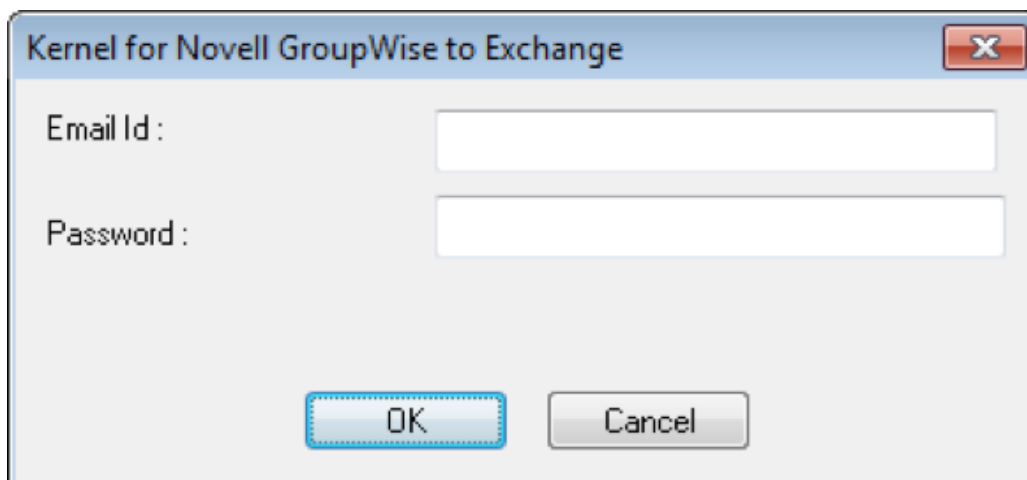 Kernel for Novell GroupWise to Exchange
Email Id :
Password :
OK
Cancel